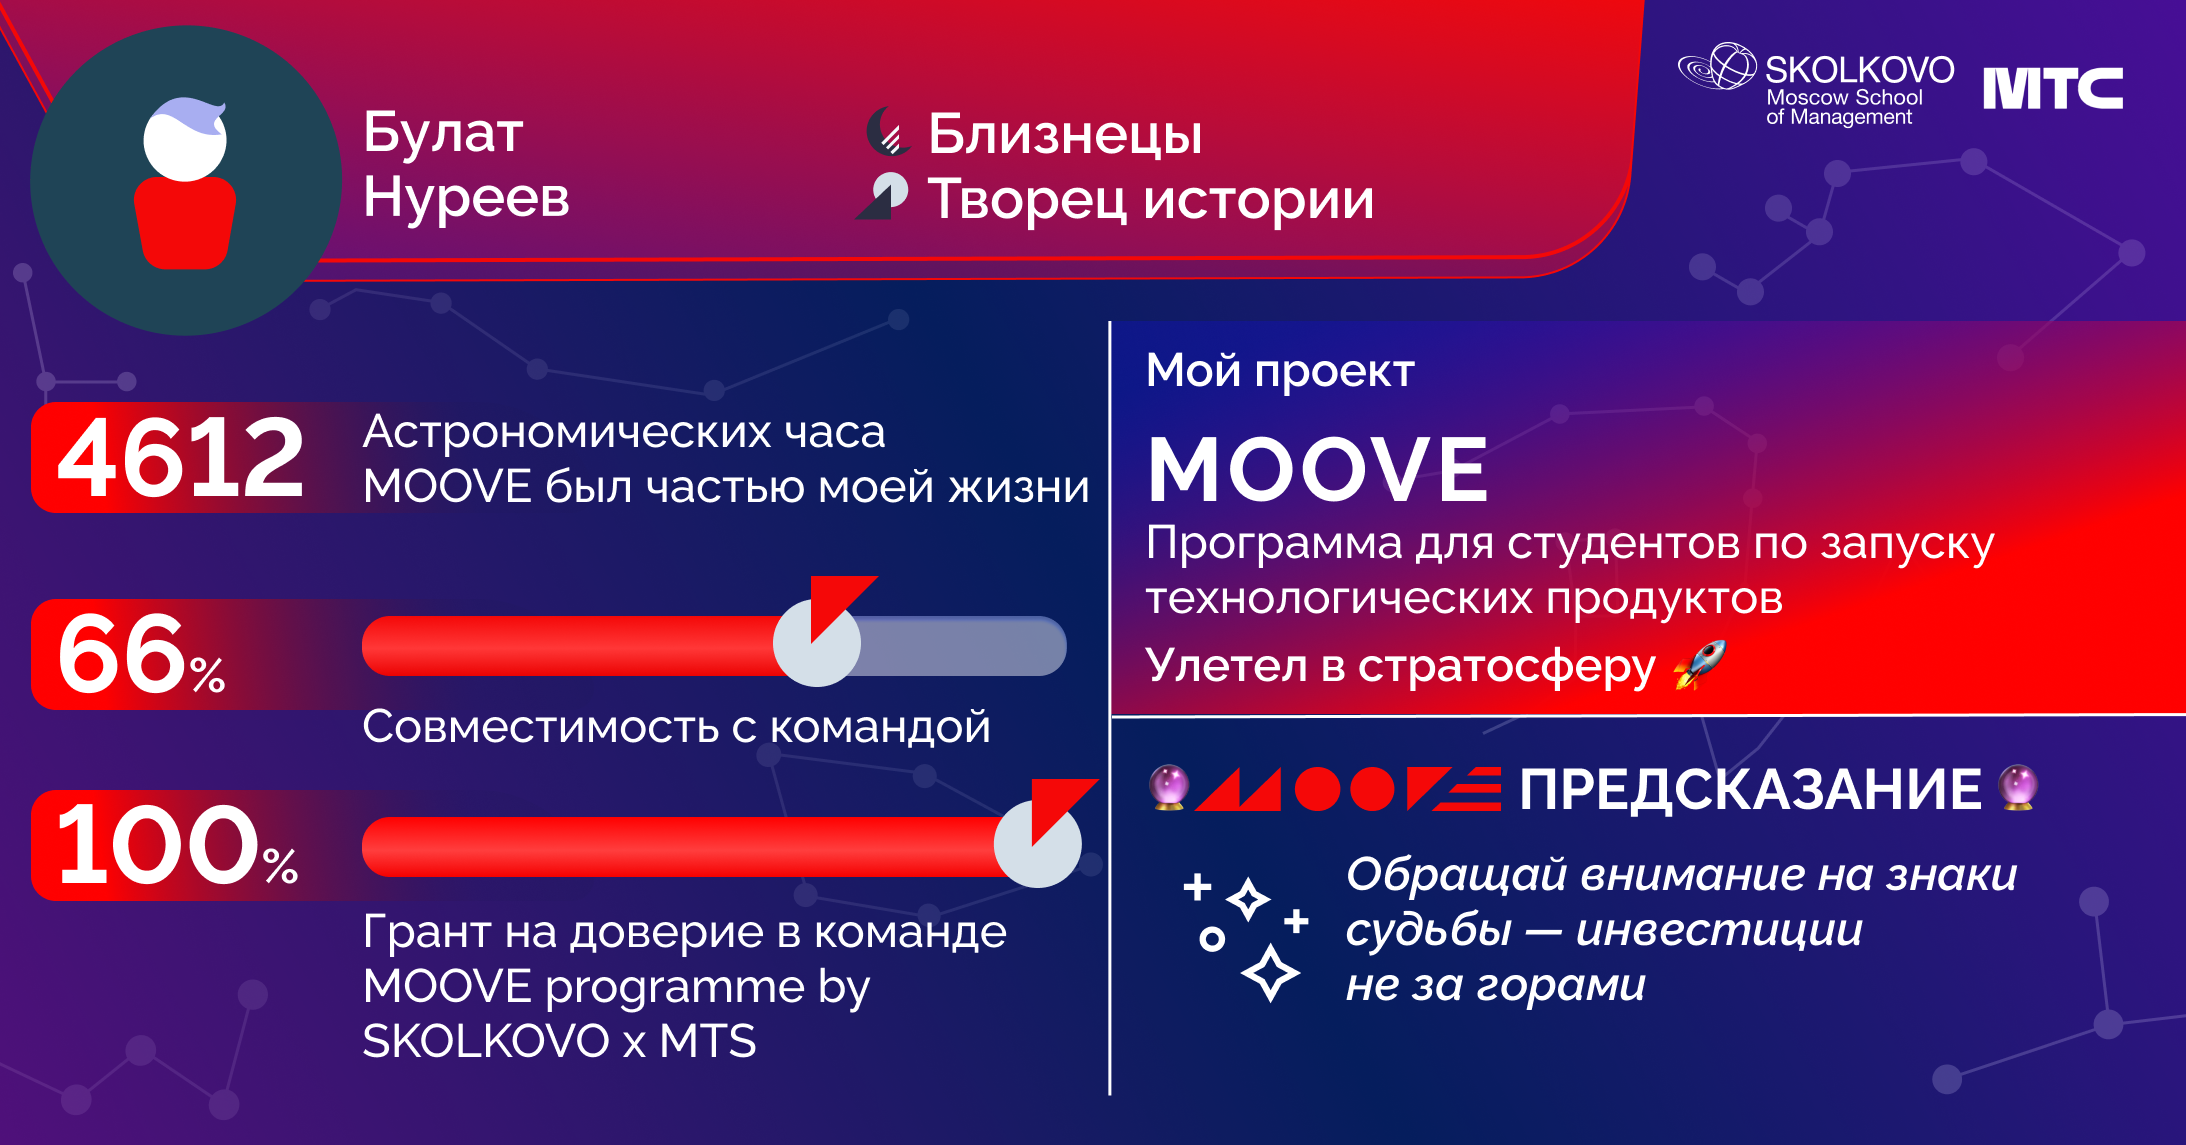 Булат
Нуреев
Близнецы
Творец истории
SKOLKOVO
Moscow School
of Management
МТС
4612
Астрономических часа
MOOVE был частью моей жизни
66%
Совместимость с командой
100%
Грант на доверие в команде
MOOVE programme by
SKOLKOVO x MTS
Мой проект
MOOVE
Программа для студентов по запуску
технологических продуктов
Улетел в стратосферу 🚀
🔮MOOVE ПРЕДСКАЗАНИЕ🔮
Обращай внимание на знаки
судьбы — инвестиции
не за горами